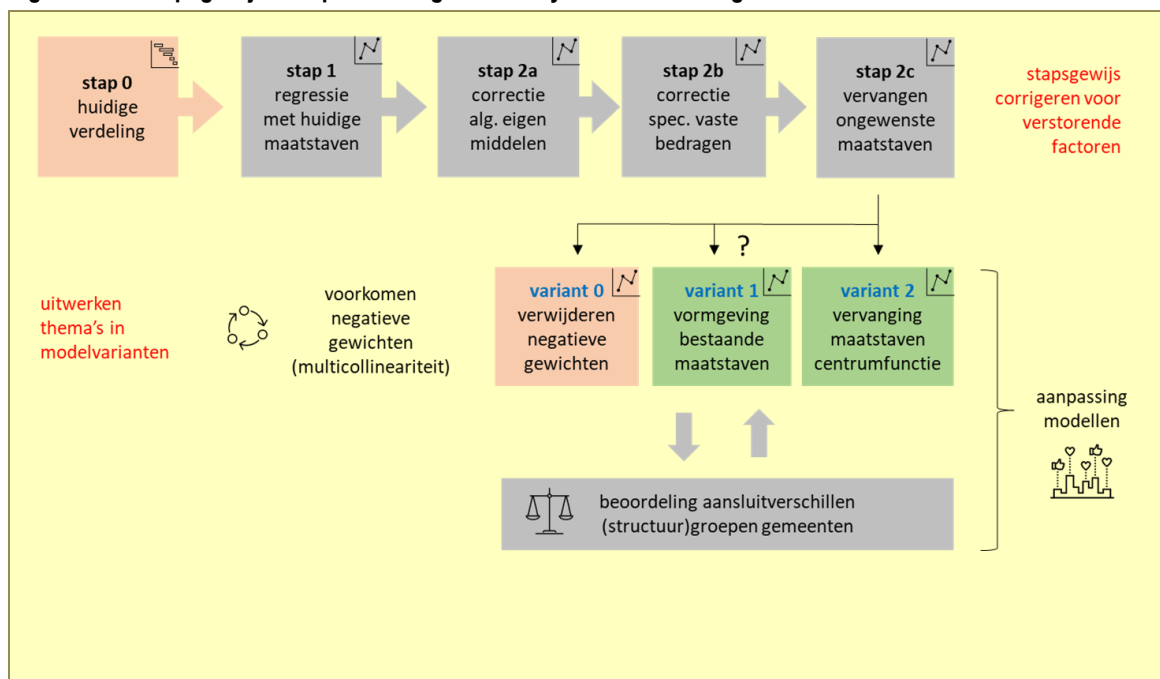 stap 0
huidige
verdeling
stap 1
regressie
met huidige
maatstaven
stap 2a
correctie
alg. eigen
middelen
stap 2b
correctie
spec. vaste
bedragen
stap 2c
vervangen
ongewenste
maatstaven
stapsgewijs
corrigeren voor
verstorende
factoren
?
uitwerken
thema's in
modelvarianten
voorkomen
negatieve
gewichten
(multicollineariteit)
variant 0
verwijderen
negatieve
gewichten
variant 1
vormgeving
bestaande
maatstaven
variant 2
vervanging
maatstaven
centrumfunctie
aanpassing
modellen
beoordeling aansluitverschillen
(structuur)groepen gemeenten